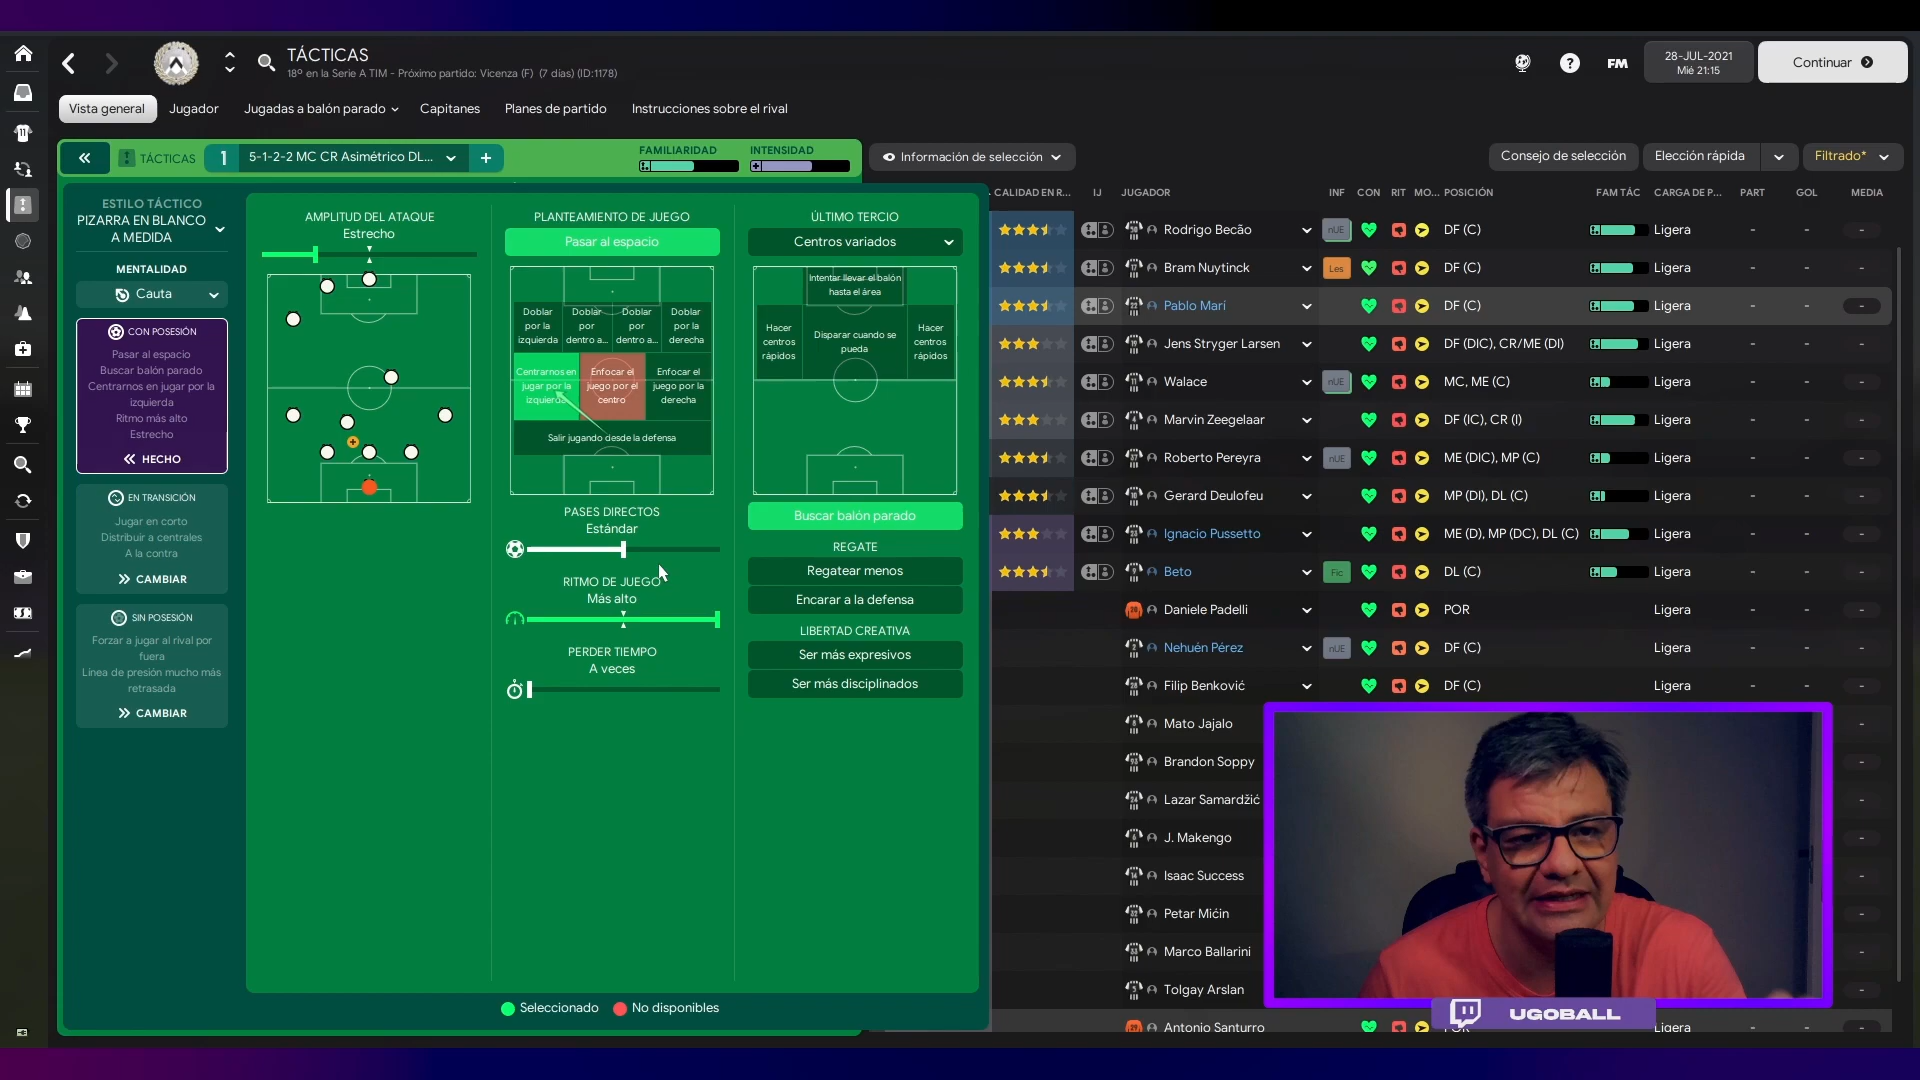 TÁCTICAS
18º en la Serie A TIM - Próximo partido: Vicenza (F) (7 días) (ID:1178)
FM
28-JUL-2021
Mié 21:15
Continuar
Vista general
Jugador
Jugadas a balón parado
Capitanes
Planes de partido
Instrucciones sobre el rival
TÁCTICAS
1
5-1-2-2 MC CR Asimétrico DL...
FAMILIARIDAD
INTENSIDAD
Información de selección
Consejo de selección
Elección rápida
Filtrado*
ESTILO TÁCTICO
PIZARRA EN BLANCO
A MEDIDA
MENTALIDAD
Cauta
CON POSESIÓN
Pasar al espacio
Buscar balón parado
Centrarnos en jugar por la
izquierda
Ritmo más alto
Estrecho
HECHO
EN TRANSICIÓN
Jugar en corto
Distribuir a centrales
A la contra
CAMBIAR
SIN POSESIÓN
Forzar a jugar al rival por
fuera
Línea de presión mucho más
retrasada
CAMBIAR
AMPLITUD DEL ATAQUE
Estrecho
PLANTEAMIENTO DE JUEGO
Pasar al espacio
Doblar
por la
izquierda
Doblar
por
dentro a...
Doblar
por
dentro a...
Doblar
por la
derecha
Centrarnos en
jugar por la
izquierda
Enfocar el
juego por el
centro
Enfocar el
juego por la
derecha
Salir jugando desde la defensa
PASES DIRECTOS
Estándar
RITMO DE JUEGO
Más alto
PERDER TIEMPO
A veces
ÚLTIMO TERCIO
Centros variados
Intentar llevar el balón
hasta el área
Hacer
centros
rápidos
Disparar cuando se
pueda
Hacer
centros
rápidos
Buscar balón parado
REGATE
Regatear menos
Encarar a la defensa
LIBERTAD CREATIVA
Ser más expresivos
Ser más disciplinados
Seleccionado
No disponibles
CALIDAD EN R... IJ JUGADOR INF CON RIT MO... POSICIÓN FAM TÁC CARGA DE P... PART GOL MEDIA
Rodrigo Becão nUE DF (C) Ligera - - -
Bram Nuytinck Les DF (C) Ligera - - -
Pablo Marí DF (C) Ligera - - -
Jens Stryger Larsen DF (DIC), CR/ME (DI) Ligera - - -
Walace nUE MC, ME (C) Ligera - - -
Marvin Zeegelaar DF (IC), CR (I) Ligera - - -
Roberto Pereyra nUE ME (DIC), MP (C) Ligera - - -
Gerard Deulofeu MP (DI), DL (C) Ligera - - -
Ignacio Pussetto ME (D), MP (DC), DL (C) Ligera - - -
Beto Fic DL (C) Ligera - - -
Daniele Padelli POR Ligera - - -
Nehuén Pérez nUE DF (C) Ligera - - -
Filip Benković DF (C) Ligera - - -
Mato Jajalo -
Brandon Soppy -
Lazar Samardžić -
J. Makengo -
Isaac Success -
Petar Mićin -
Marco Ballarini -
Tolgay Arslan -
Antonio Santurro POR Ligera - - -
UGOBALL